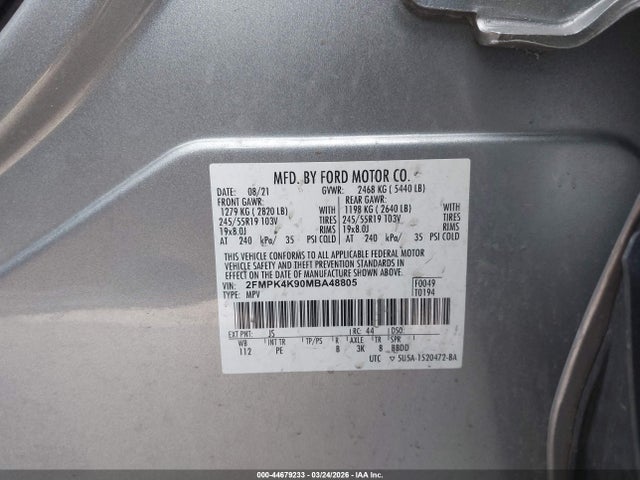 MFD. BY FORD MOTOR CO.
DATE: 08/21 GVWR: 2468 KG ( 5440 LB)
FRONT GAWR: REAR GAWR:
1279 KG ( 2820 LB) WITH 1198 KG ( 2640 LB) WITH
245/55R19 103V TIRES 245/55R19 103V TIRES
19x8.0J RIMS 19x8.0J RIMS
AT 240 kPa/ 35 PSI COLD AT 240 kPa/ 35 PSI COLD
THIS VEHICLE CONFORMS TO ALL APPLICABLE FEDERAL MOTOR
VEHICLE SAFETY AND THEFT PREVENTION STANDARDS IN EFFECT
ON THE DATE OF MANUFACTURE SHOWN ABOVE.
VIN: 2FMPK4K90MBA48805 F0049
TYPE: MPV T0194
EXT PNT: JS RC: 44 DSO:
WB INT TR TP/PS R AXLE TR SPR
112 PE 8 3K 8 BBDD
UTC ▽ 5U5A-1520472-BA
000-44679233 - 03/24/2026 - IAA Inc.